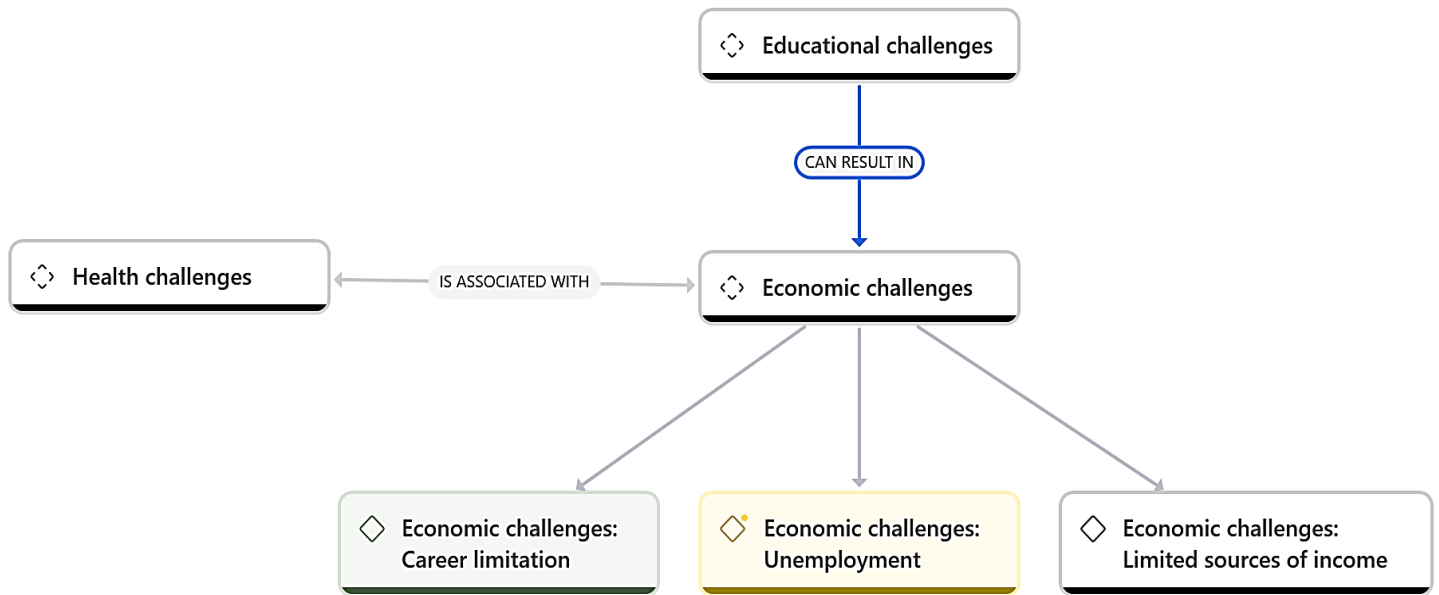 Educational challenges
CAN RESULT IN
Health challenges
IS ASSOCIATED WITH
Economic challenges
Economic challenges:
Career limitation
Economic challenges:
Unemployment
Economic challenges:
Limited sources of income